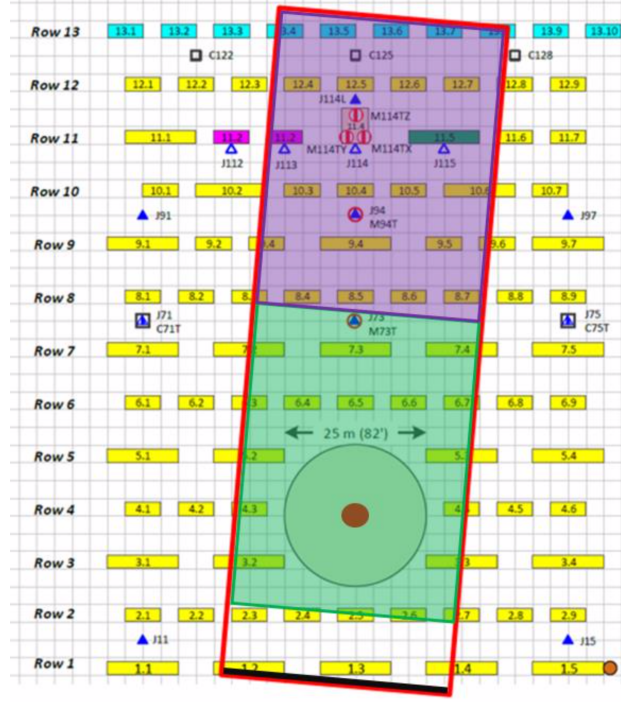 Row 13 13.1 13.2 13.3 13.4 13.5 13.6 13.7 13.9 13.10
C122 C125 C128
Row 12 12.1 12.2 12.3 12.4 12.5 12.6 12.7 12.8 12.9
J114L
M114TZ
Row 11 11.1 11.2 11.2 11.4 11.5 11.6 11.7
J112 J113 M114TY J114 M114TX J115
Row 10 10.1 10.2 10.3 10.4 10.5 10.6 10.7
J91 J94 J97
M94T
Row 9 9.1 9.2 9.4 9.4 9.5 9.6 9.7
Row 8 8.1 8.2 8.4 8.5 8.6 8.7 8.8 8.9
J71 J73 J75
C71T M73T C75T
Row 7 7.1 7.3 7.4 7.5
Row 6 6.1 6.2 6.3 6.4 6.5 6.6 6.7 6.8 6.9
25 m (82')
Row 5 5.1 5.2 5.4
Row 4 4.1 4.2 4.3 4.5 4.6
Row 3 3.1 3.2 3.4
Row 2 2.1 2.2 2.3 2.4 2.5 2.6 2.7 2.8 2.9
J11 J15
Row 1 1.1 1.2 1.3 1.4 1.5